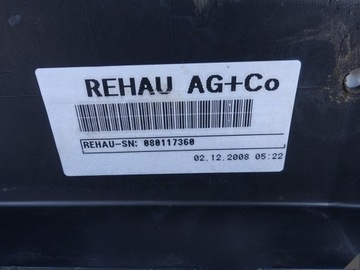 REHAU AG+Co
REHAU-SN: 080117360
02.12.2008 05:22